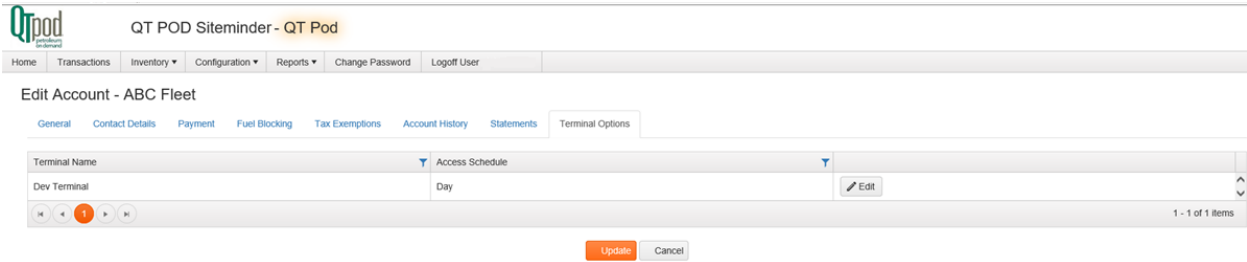 QTpod
petroleum
on demand
QT POD Siteminder - QT Pod
Home Transactions Inventory Configuration Reports Change Password Logoff User
Edit Account - ABC Fleet
General Contact Details Payment Fuel Blocking Tax Exemptions Account History Statements Terminal Options
Terminal Name Access Schedule
Dev Terminal Day Edit
1 1 - 1 of 1 items
Update Cancel